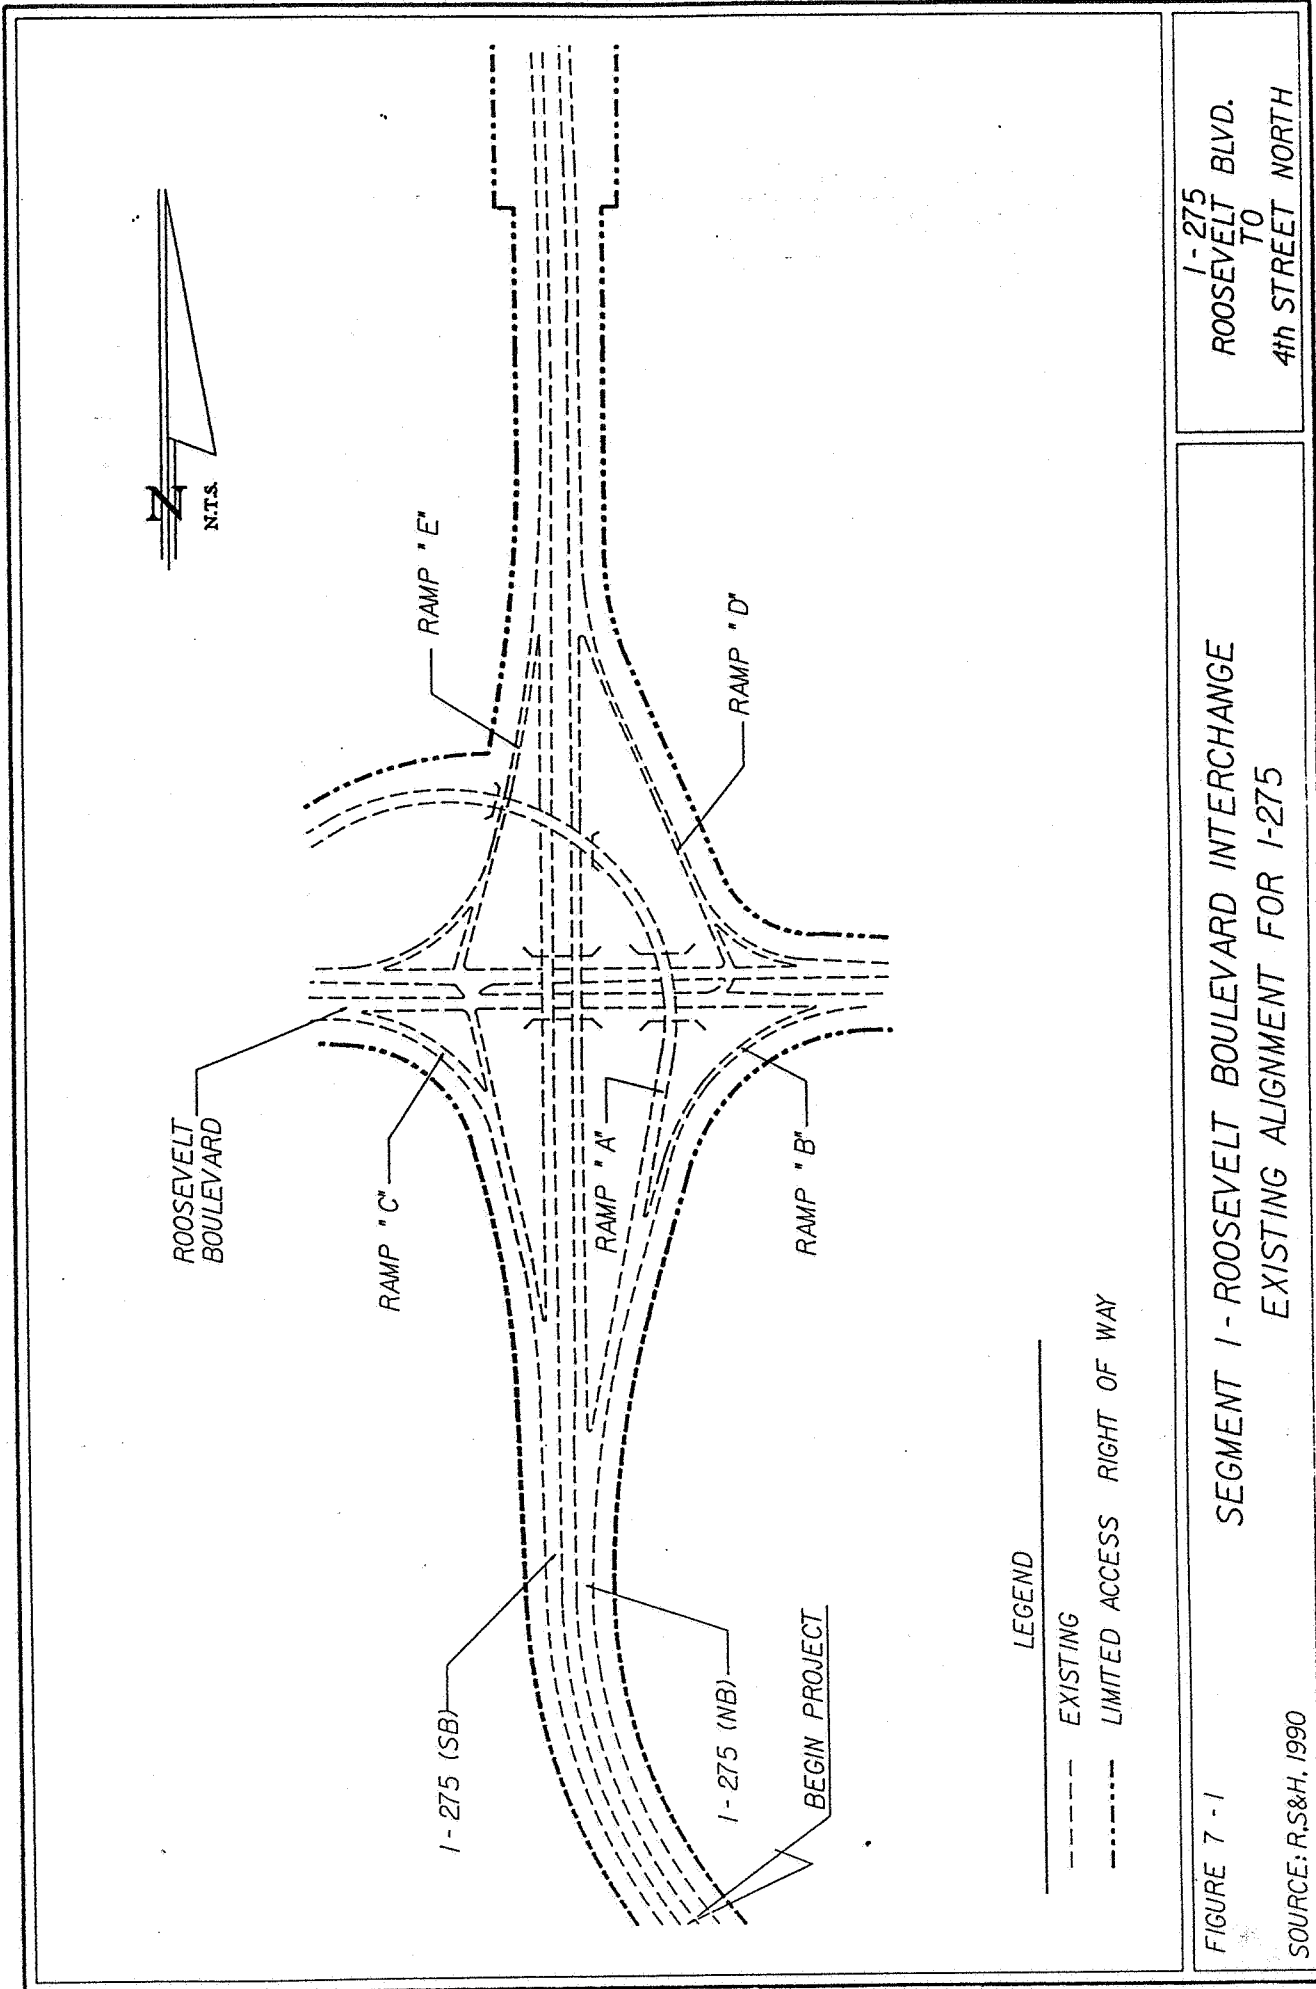 N
N.T.S.
ROOSEVELT
BOULEVARD
RAMP "C"
RAMP "E"
I-275 (SB)
RAMP "A"
RAMP "D"
I-275 (NB)
RAMP "B"
BEGIN PROJECT
LEGEND
EXISTING
LIMITED ACCESS RIGHT OF WAY
FIGURE 7-1
SOURCE: R,S&H, 1990
SEGMENT 1 - ROOSEVELT BOULEVARD INTERCHANGE
EXISTING ALIGNMENT FOR I-275
I-275
ROOSEVELT BLVD.
TO
4th STREET NORTH